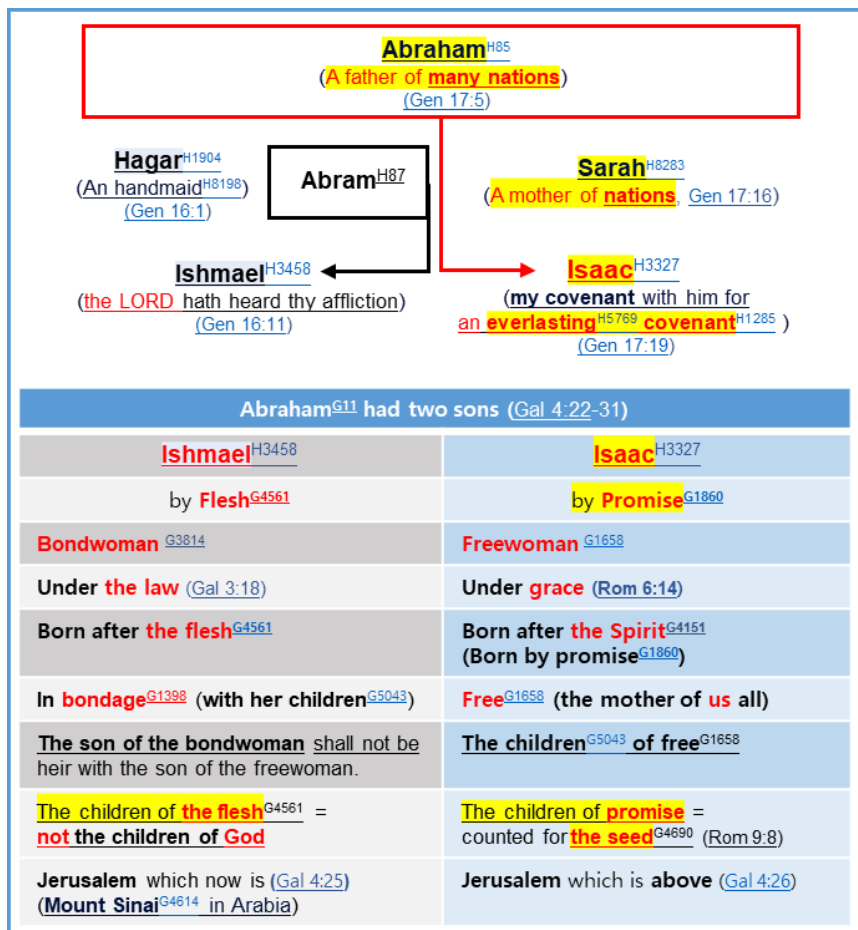 AbrahamH85
(A father of many nations)
(Gen 17:5)
HagarH1904
(An handmaidH8198)
(Gen 16:1)
AbramH87
SarahH8283
(A mother of nations, Gen 17:16)
IshmaelH3458
(the LORD hath heard thy affliction)
(Gen 16:11)
IsaacH3327
(my covenant with him for
an everlastingH5769 covenantH1285 )
(Gen 17:19)
AbrahamG11 had two sons (Gal 4:22-31)
IshmaelH3458
IsaacH3327
by FleshG4561
by PromiseG1860
Bondwoman G3814
Freewoman G1658
Under the law (Gal 3:18)
Under grace (Rom 6:14)
Born after the fleshG4561
Born after the SpiritG4151
(Born by promiseG1860)
In bondageG1398 (with her childrenG5043)
FreeG1658 (the mother of us all)
The son of the bondwoman shall not be
heir with the son of the freewoman.
The childrenG5043 of freeG1658
The children of the fleshG4561 =
not the children of God
The children of promise =
counted for the seedG4690 (Rom 9:8)
Jerusalem which now is (Gal 4:25)
(Mount SinaiG4614 in Arabia)
Jerusalem which is above (Gal 4:26)